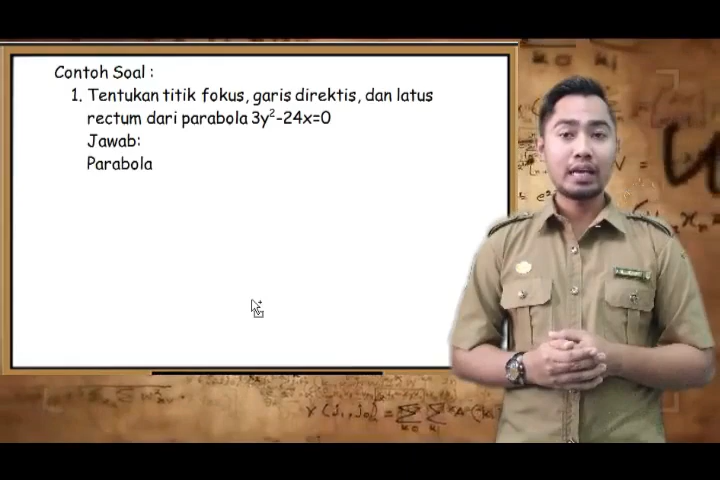 Contoh Soal :
1. Tentukan titik fokus, garis direktis, dan latus
rectum dari parabola 3y²-24x=0
Jawab:
Parabola